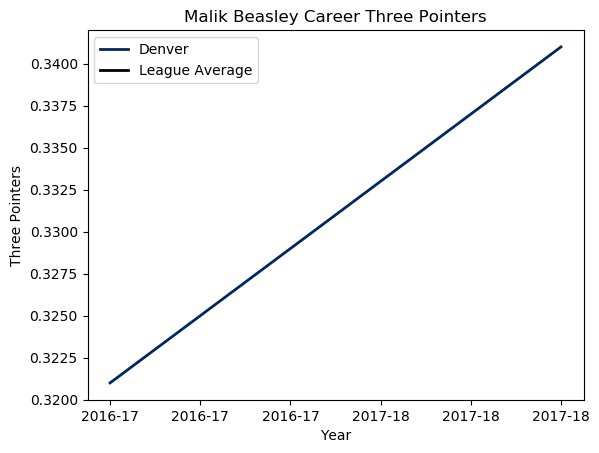 Malik Beasley Career Three Pointers
Denver
League Average
Three Pointers
0.3400
0.3375
0.3350
0.3325
0.3300
0.3275
0.3250
0.3225
0.3200
2016-17 2016-17 2016-17 2017-18 2017-18 2017-18
Year